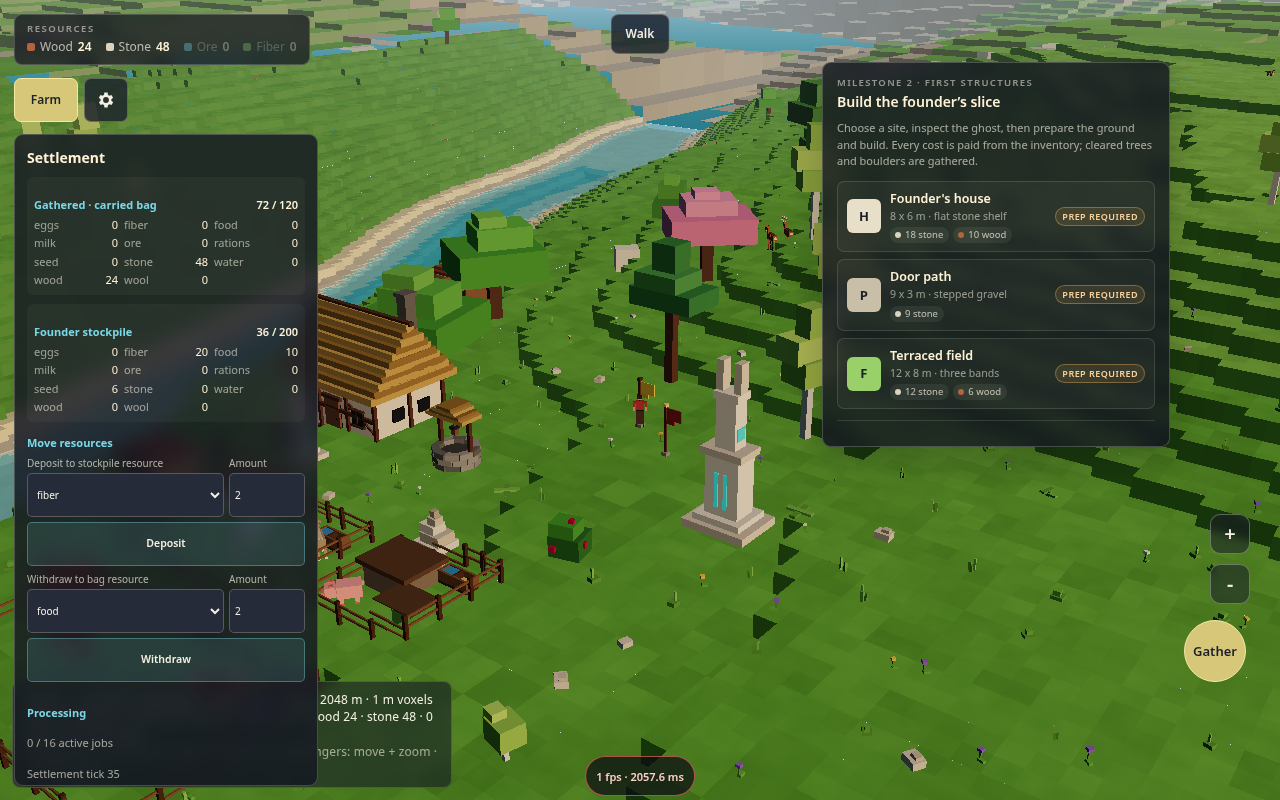 RESOURCES
Wood 24 Stone 48 Ore 0 Fiber 0
Walk
Farm
Settlement
Gathered · carried bag 72 / 120
eggs 0 fiber 0 food 0
milk 0 ore 0 rations 0
seed 0 stone 48 water 0
wood 24 wool 0
Founder stockpile 36 / 200
eggs 0 fiber 20 food 10
milk 0 ore 0 rations 0
seed 6 stone 0 water 0
wood 0 wool 0
Move resources
Deposit to stockpile resource Amount
fiber 2
Deposit
Withdraw to bag resource Amount
food 2
Withdraw
Processing
0 / 16 active jobs
Settlement tick 35
2048 m · 1 m voxels
ood 24 · stone 48 · 0
ngers: move + zoom ·
MILESTONE 2 · FIRST STRUCTURES
Build the founder's slice
Choose a site, inspect the ghost, then prepare the ground
and build. Every cost is paid from the inventory; cleared trees
and boulders are gathered.
H Founder's house
8 x 6 m · flat stone shelf PREP REQUIRED
18 stone 10 wood
P Door path
9 x 3 m · stepped gravel PREP REQUIRED
9 stone
F Terraced field
12 x 8 m · three bands PREP REQUIRED
12 stone 6 wood
+
-
Gather
1 fps · 2057.6 ms